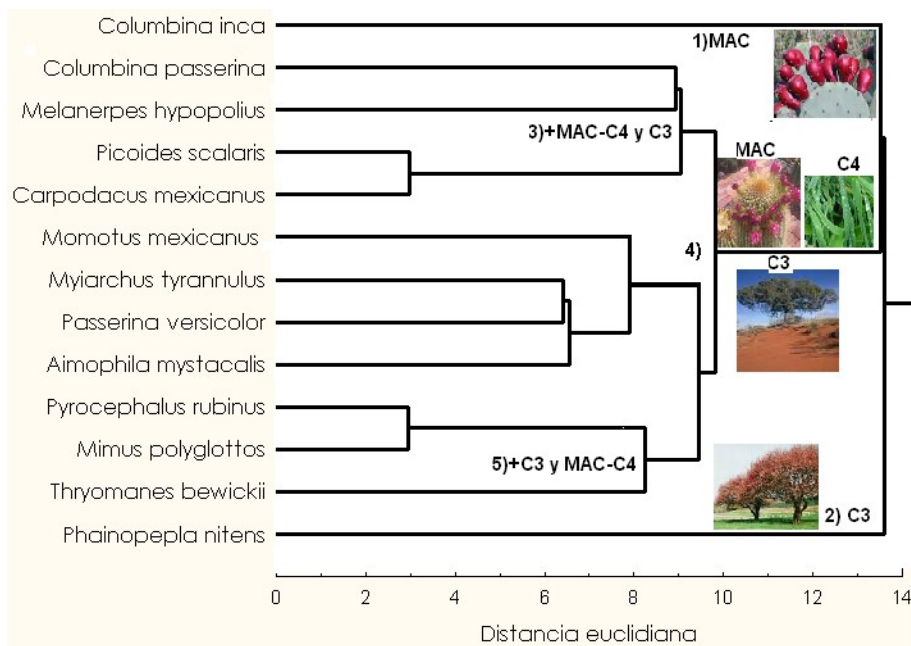 Columbina inca
1)MAC
Columbina passerina
Melanerpes hypopolius
3)+MAC-C4 y C3
Picoides scalaris
MAC
C4
Carpodacus mexicanus
Momotus mexicanus
4)
C3
Myiarchus tyrannulus
Passerina versicolor
Aimophila mystacalis
Pyrocephalus rubinus
Mimus polyglottos
5)+C3 y MAC-C4
Thryomanes bewickii
2) C3
Phainopepla nitens
0 2 4 6 8 10 12 14
Distancia euclidiana